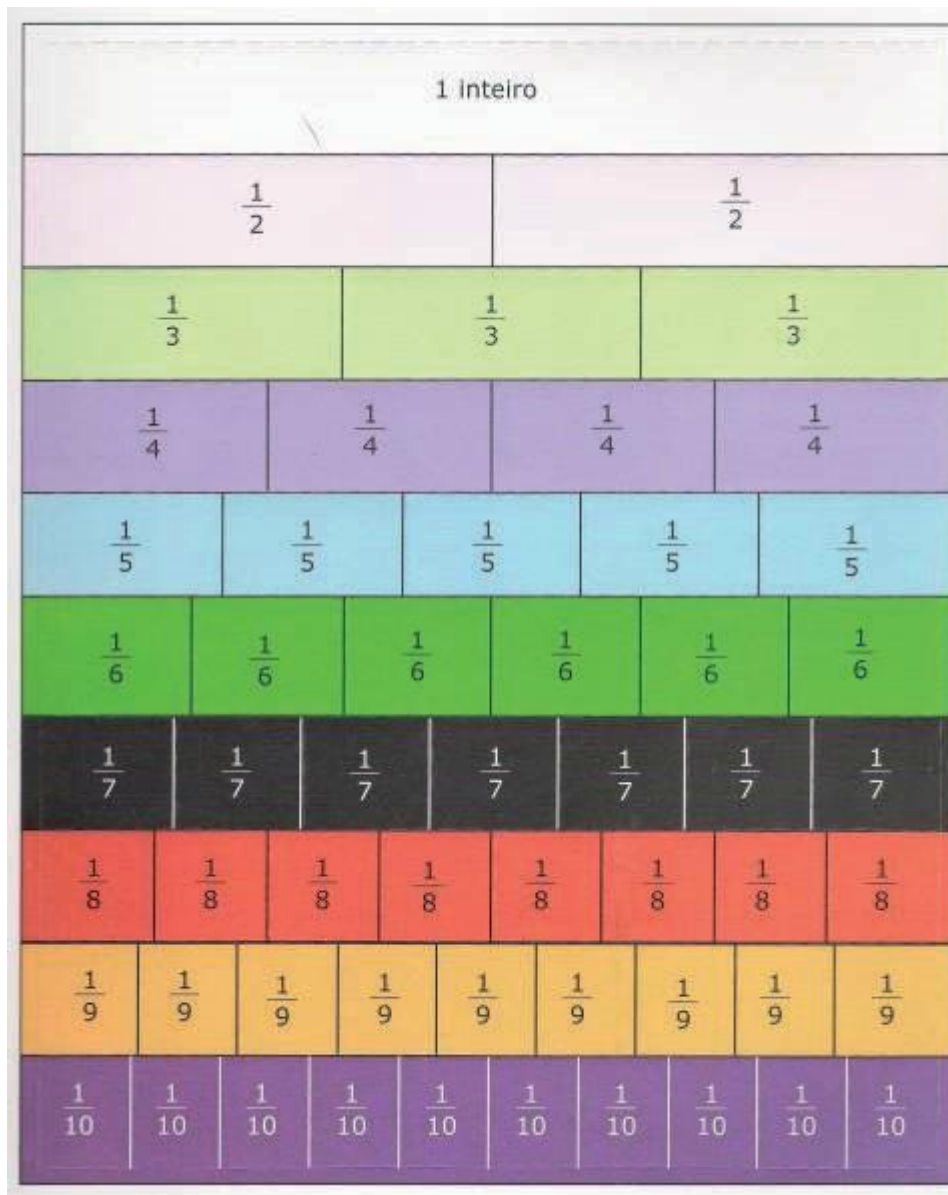 1 inteiro
1/2 1/2
1/3 1/3 1/3
1/4 1/4 1/4 1/4
1/5 1/5 1/5 1/5 1/5
1/6 1/6 1/6 1/6 1/6 1/6
1/7 1/7 1/7 1/7 1/7 1/7 1/7
1/8 1/8 1/8 1/8 1/8 1/8 1/8 1/8
1/9 1/9 1/9 1/9 1/9 1/9 1/9 1/9 1/9
1/10 1/10 1/10 1/10 1/10 1/10 1/10 1/10 1/10 1/10